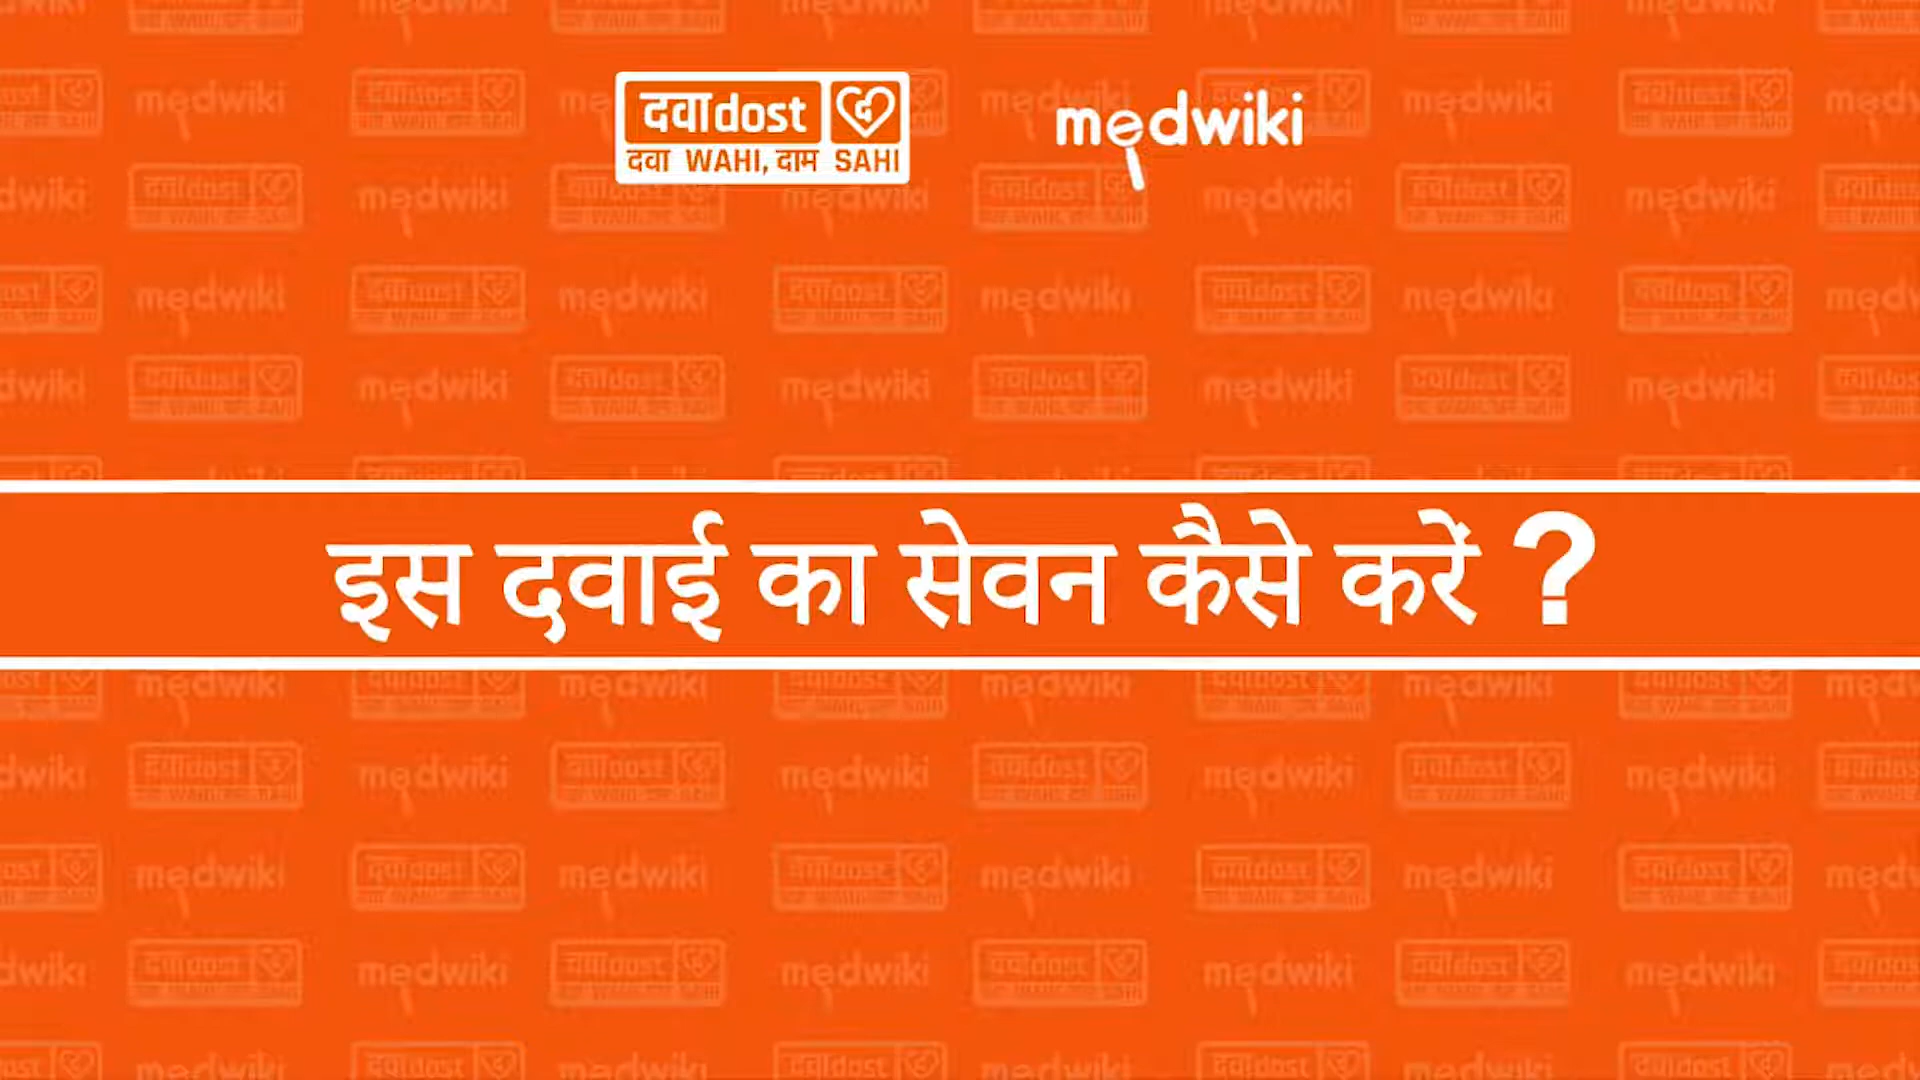 दवाdost
दवा WAHI, दाम SAHI
medwiki
इस दवाई का सेवन कैसे करें ?